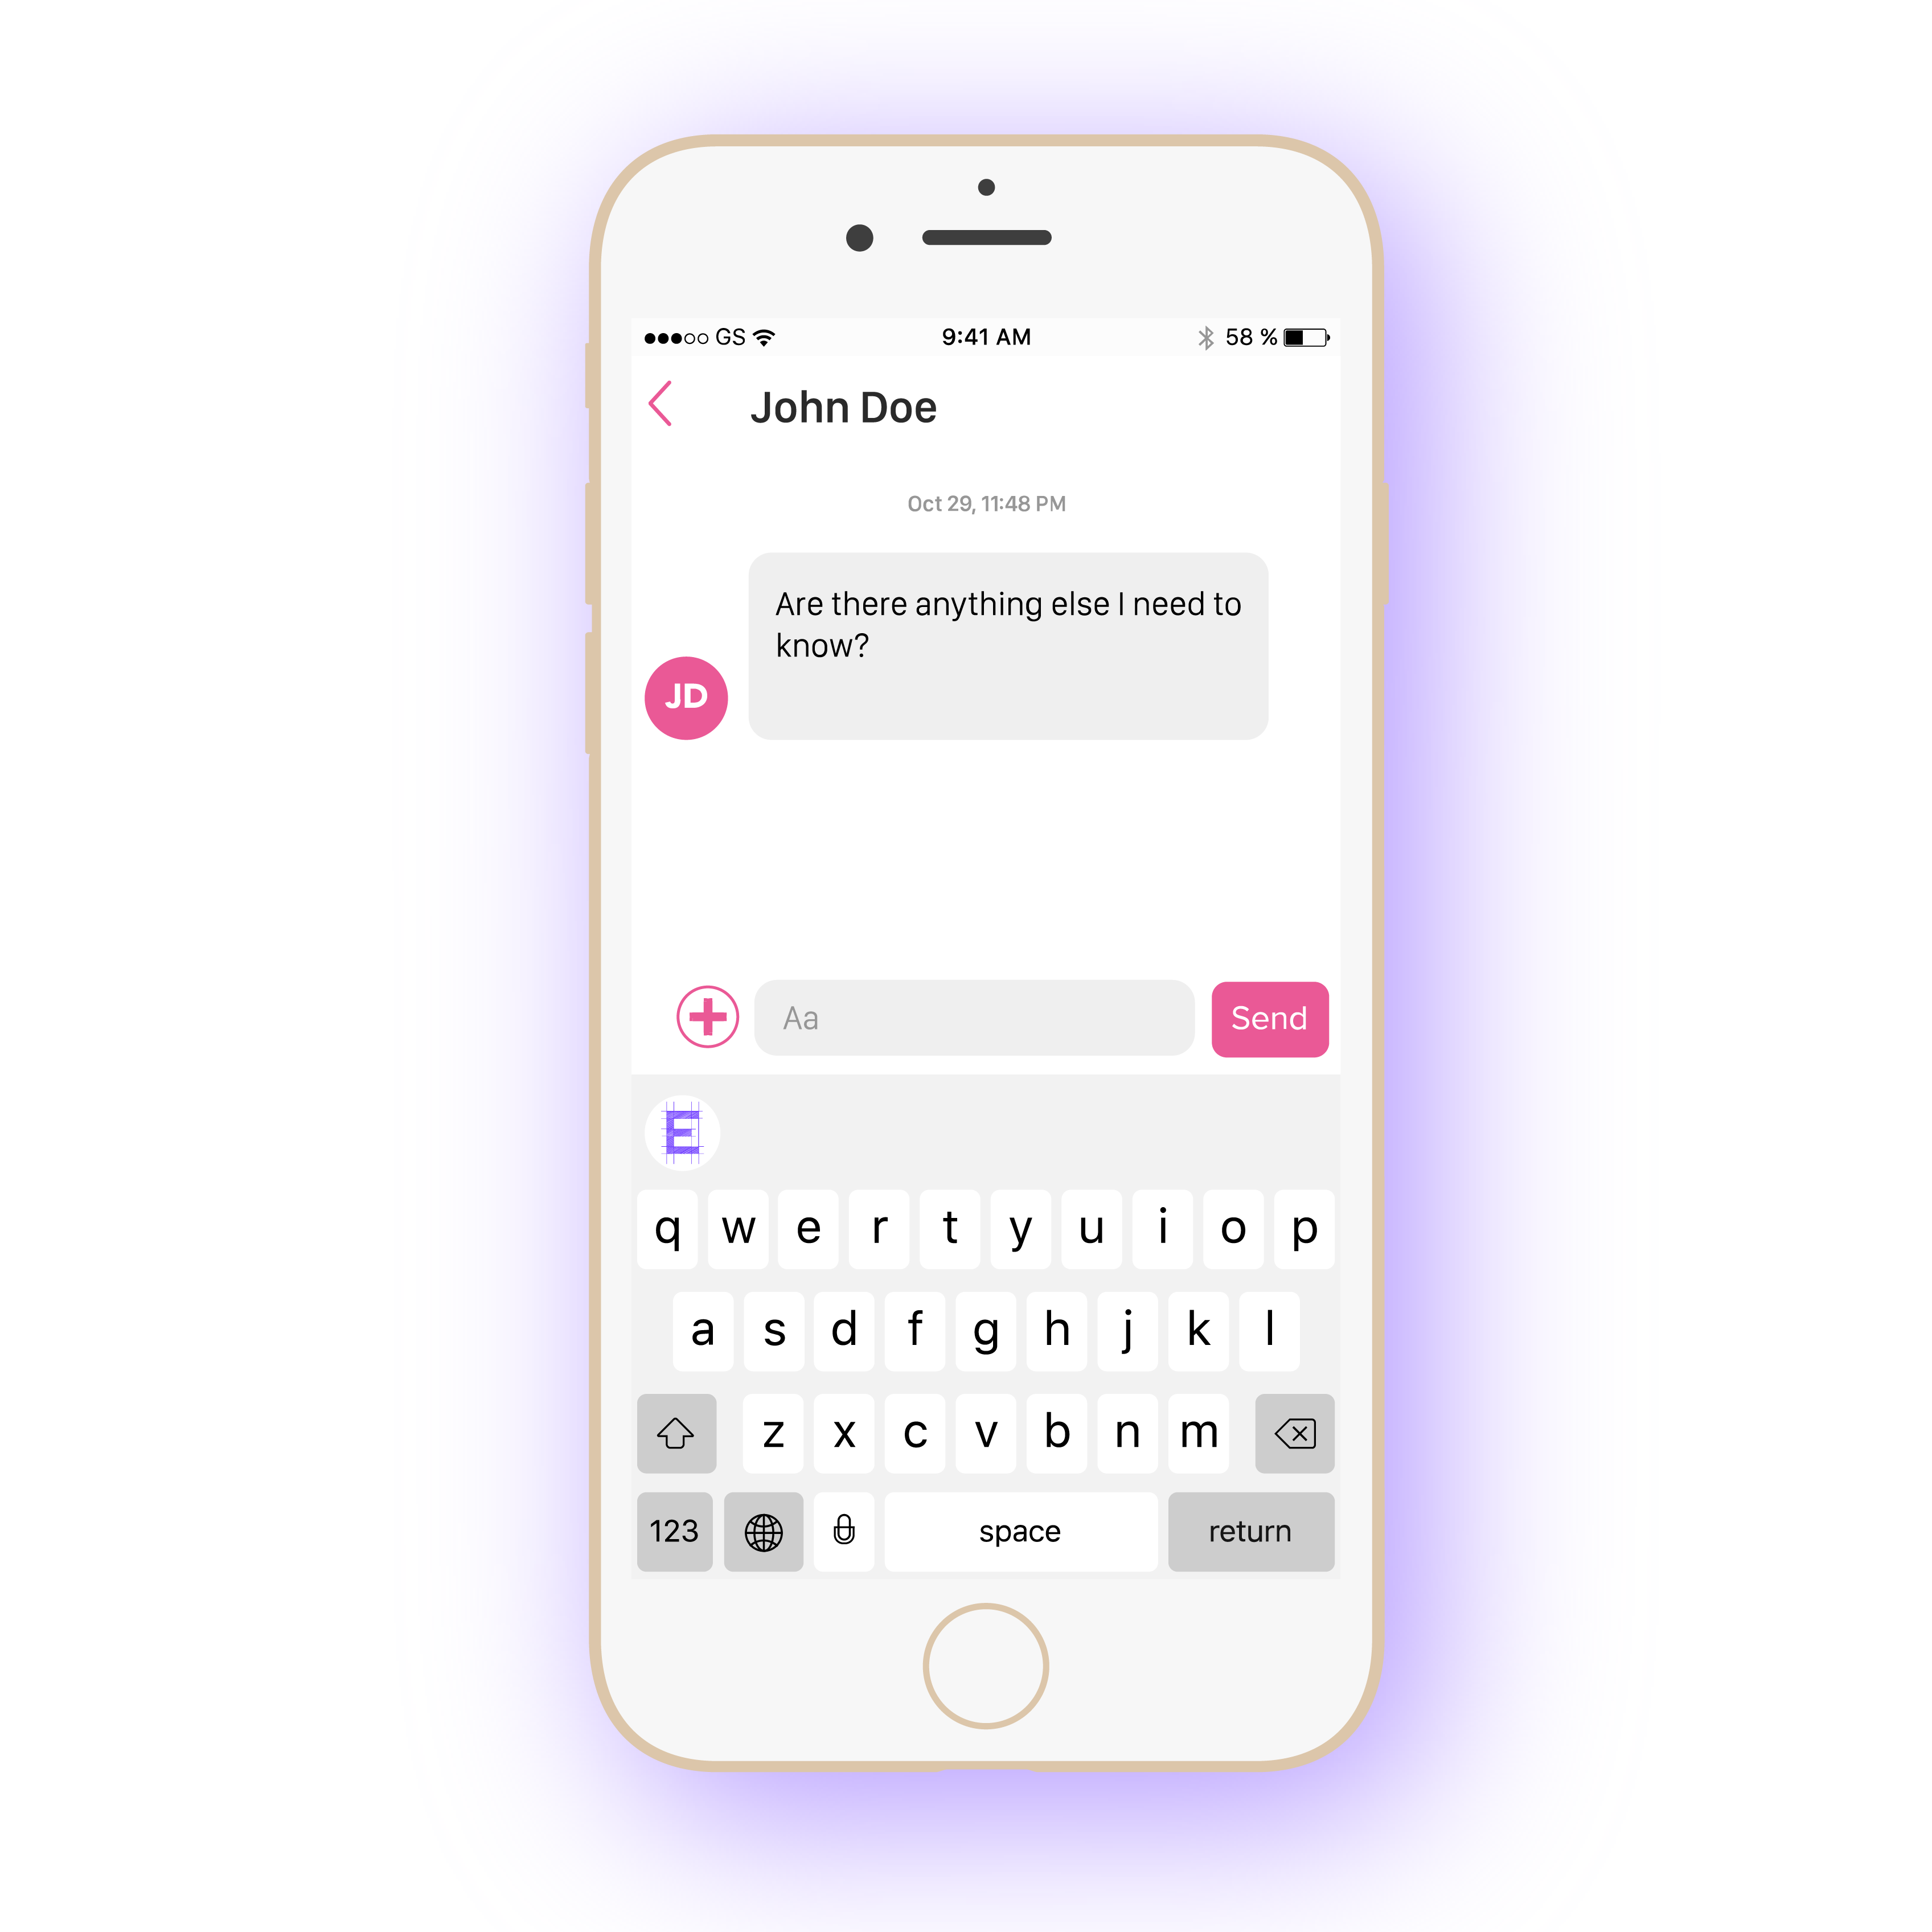 GS 9:41 AM 58 %
John Doe
Oct 29, 11:48 PM
Are there anything else I need to
know?
JD
Aa Send
E
q w e r t y u i o p
a s d f g h j k l
z x c v b n m
123 space return